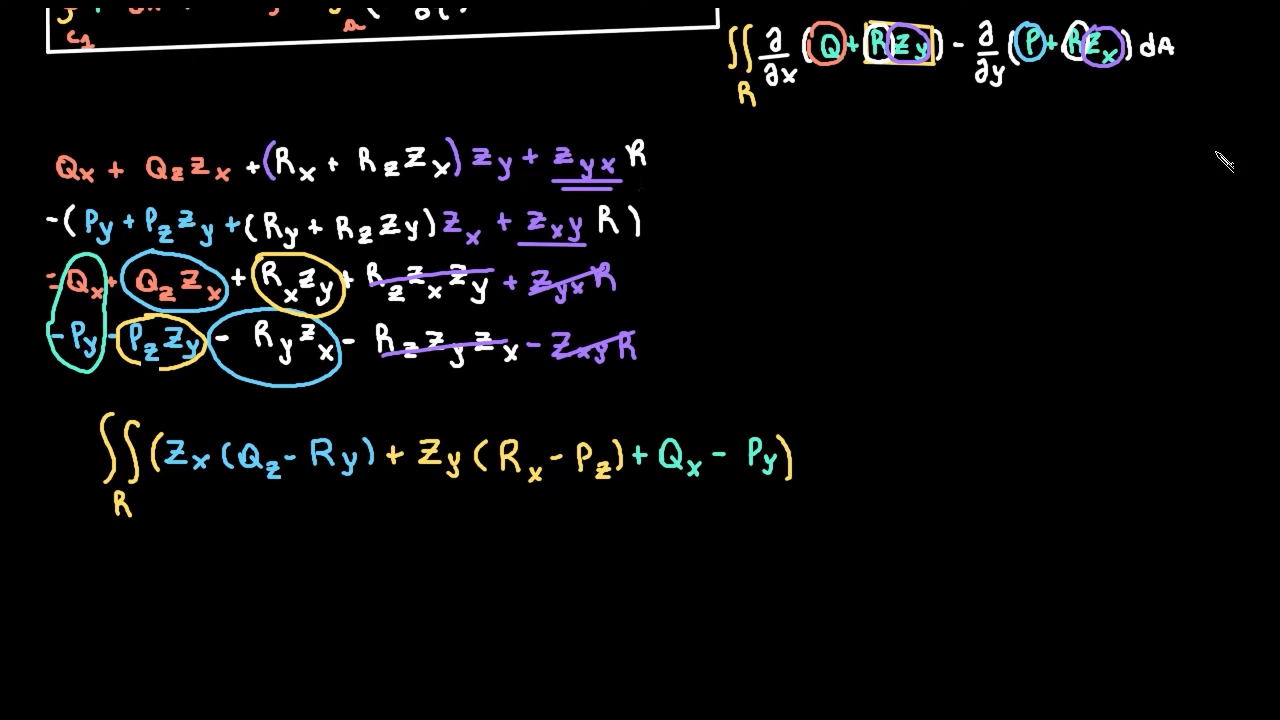 c₁
∬ ∂/∂x (Q + R z_y) − ∂/∂y (P + R z_x) dA
R
Q_x + Q_z z_x + (R_x + R_z z_x) z_y + z_yx R
−( P_y + P_z z_y + (R_y + R_z z_y) z_x + z_xy R )
= Q_x + Q_z z_x + R_x z_y + R_z z_x z_y + z_yx R
− P_y − P_z z_y − R_y z_x − R_z z_y z_x − z_xy R
∬ (z_x (Q_z − R_y) + z_y (R_x − P_z) + Q_x − P_y)
R